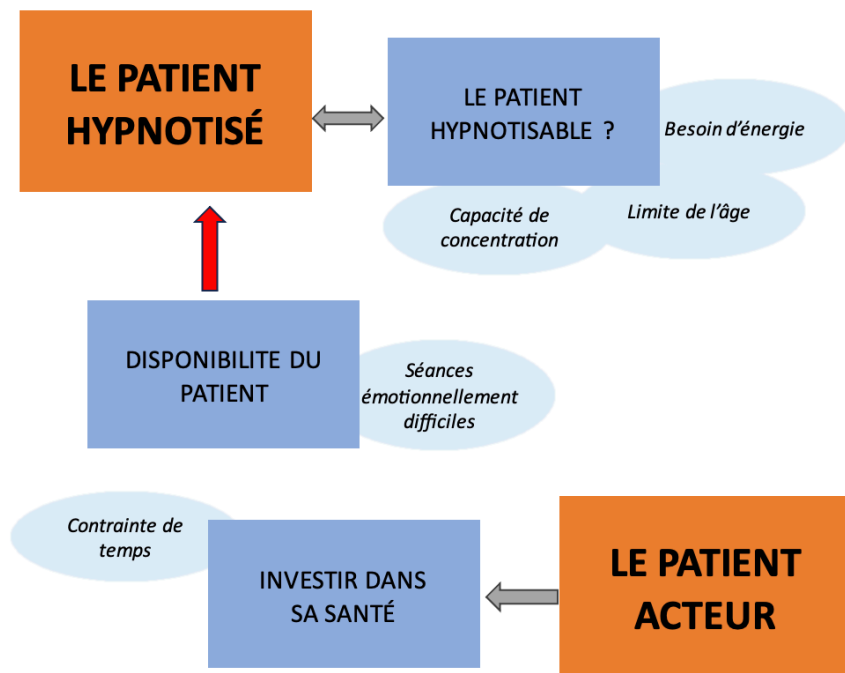 LE PATIENT
HYPNOTISÉ
LE PATIENT
HYPNOTISABLE ?
Besoin d’énergie
Capacité de
concentration
Limite de l’âge
DISPONIBILITE DU
PATIENT
Séances
émotionnellement
difficiles
Contrainte de
temps
INVESTIR DANS
SA SANTÉ
LE PATIENT
ACTEUR